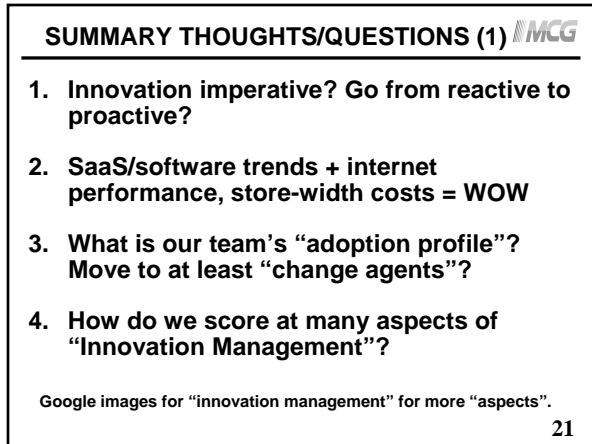 SUMMARY THOUGHTS/QUESTIONS (1) MCG
1. Innovation imperative? Go from reactive to
proactive?
2. SaaS/software trends + internet
performance, store-width costs = WOW
3. What is our team’s “adoption profile”?
Move to at least “change agents”?
4. How do we score at many aspects of
“Innovation Management”?
Google images for “innovation management” for more “aspects”.
21